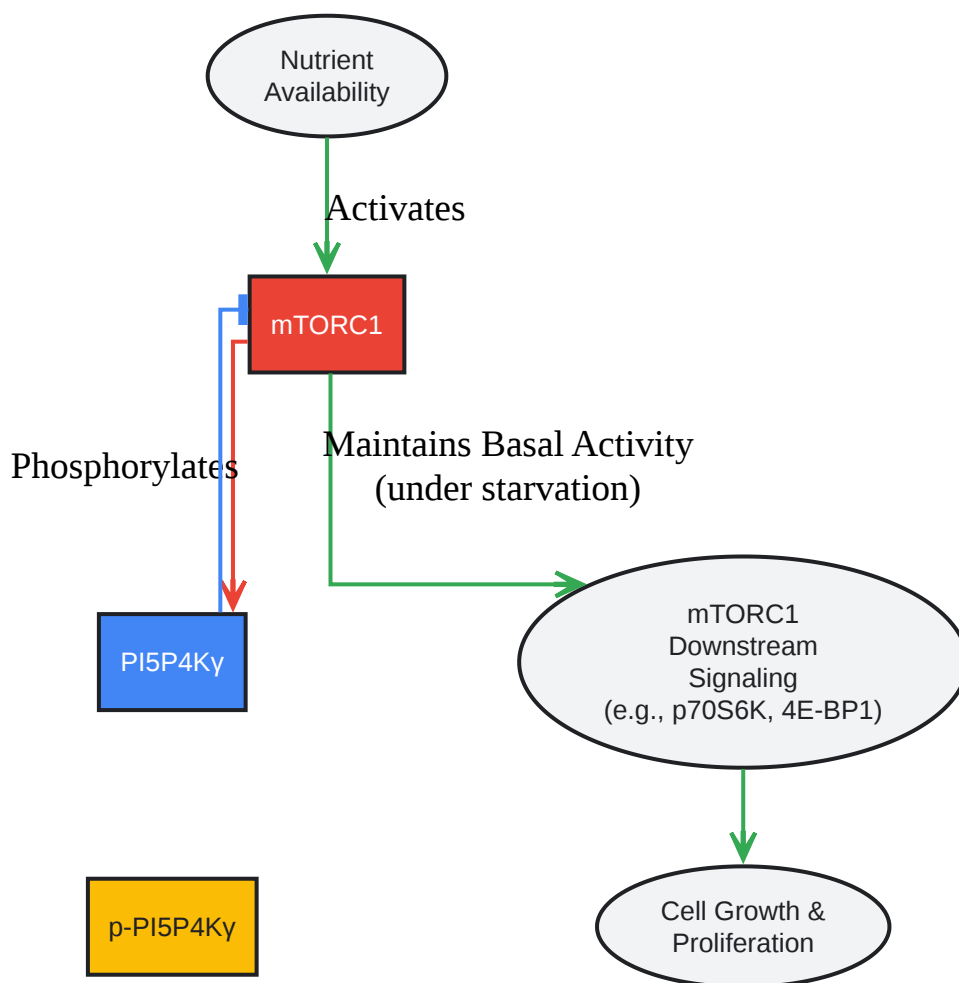 Nutrient
Availability
Activates
mTORC1
Maintains Basal Activity
(under starvation)
Phosphorylates
PI5P4Kγ
mTORC1
Downstream
Signaling
(e.g., p70S6K, 4E-BP1)
p-PI5P4Kγ
Cell Growth &
Proliferation